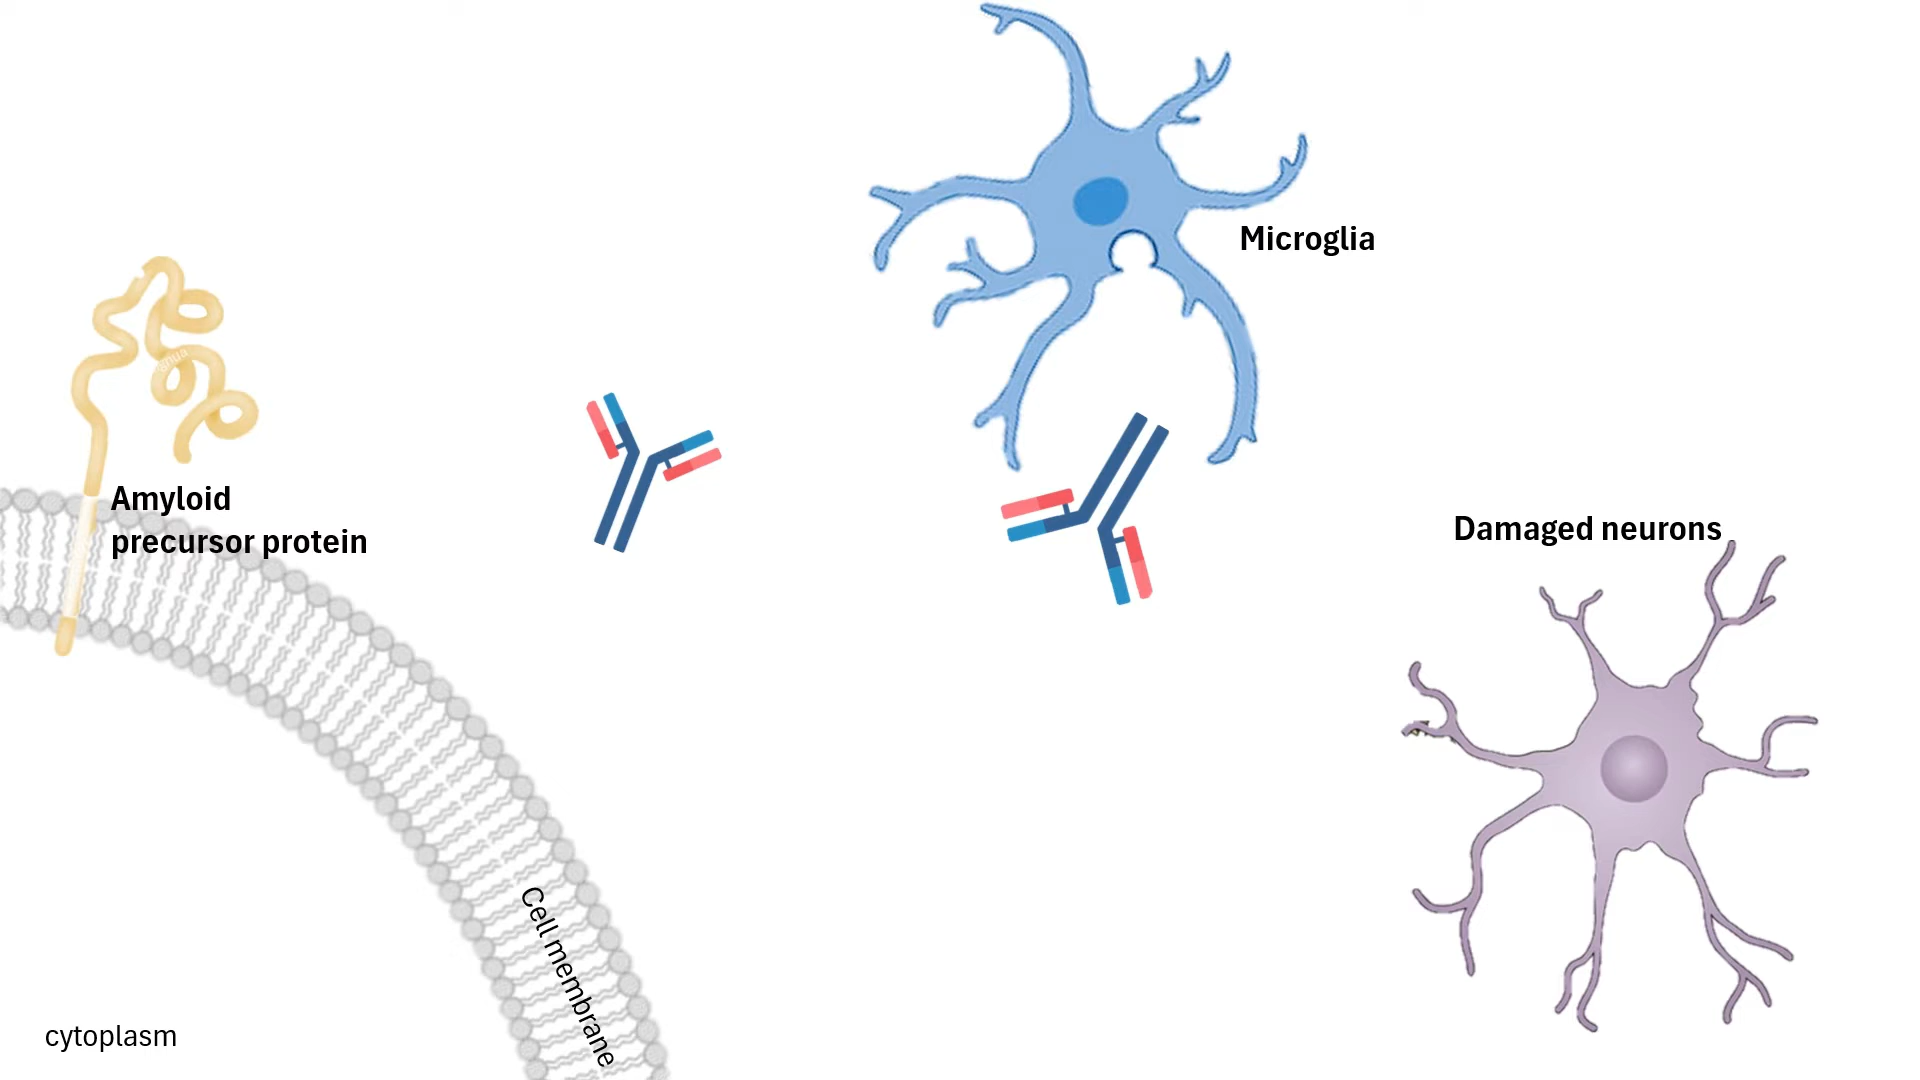 Microglia
Amyloid
precursor protein
Damaged neurons
Cell membrane
cytoplasm